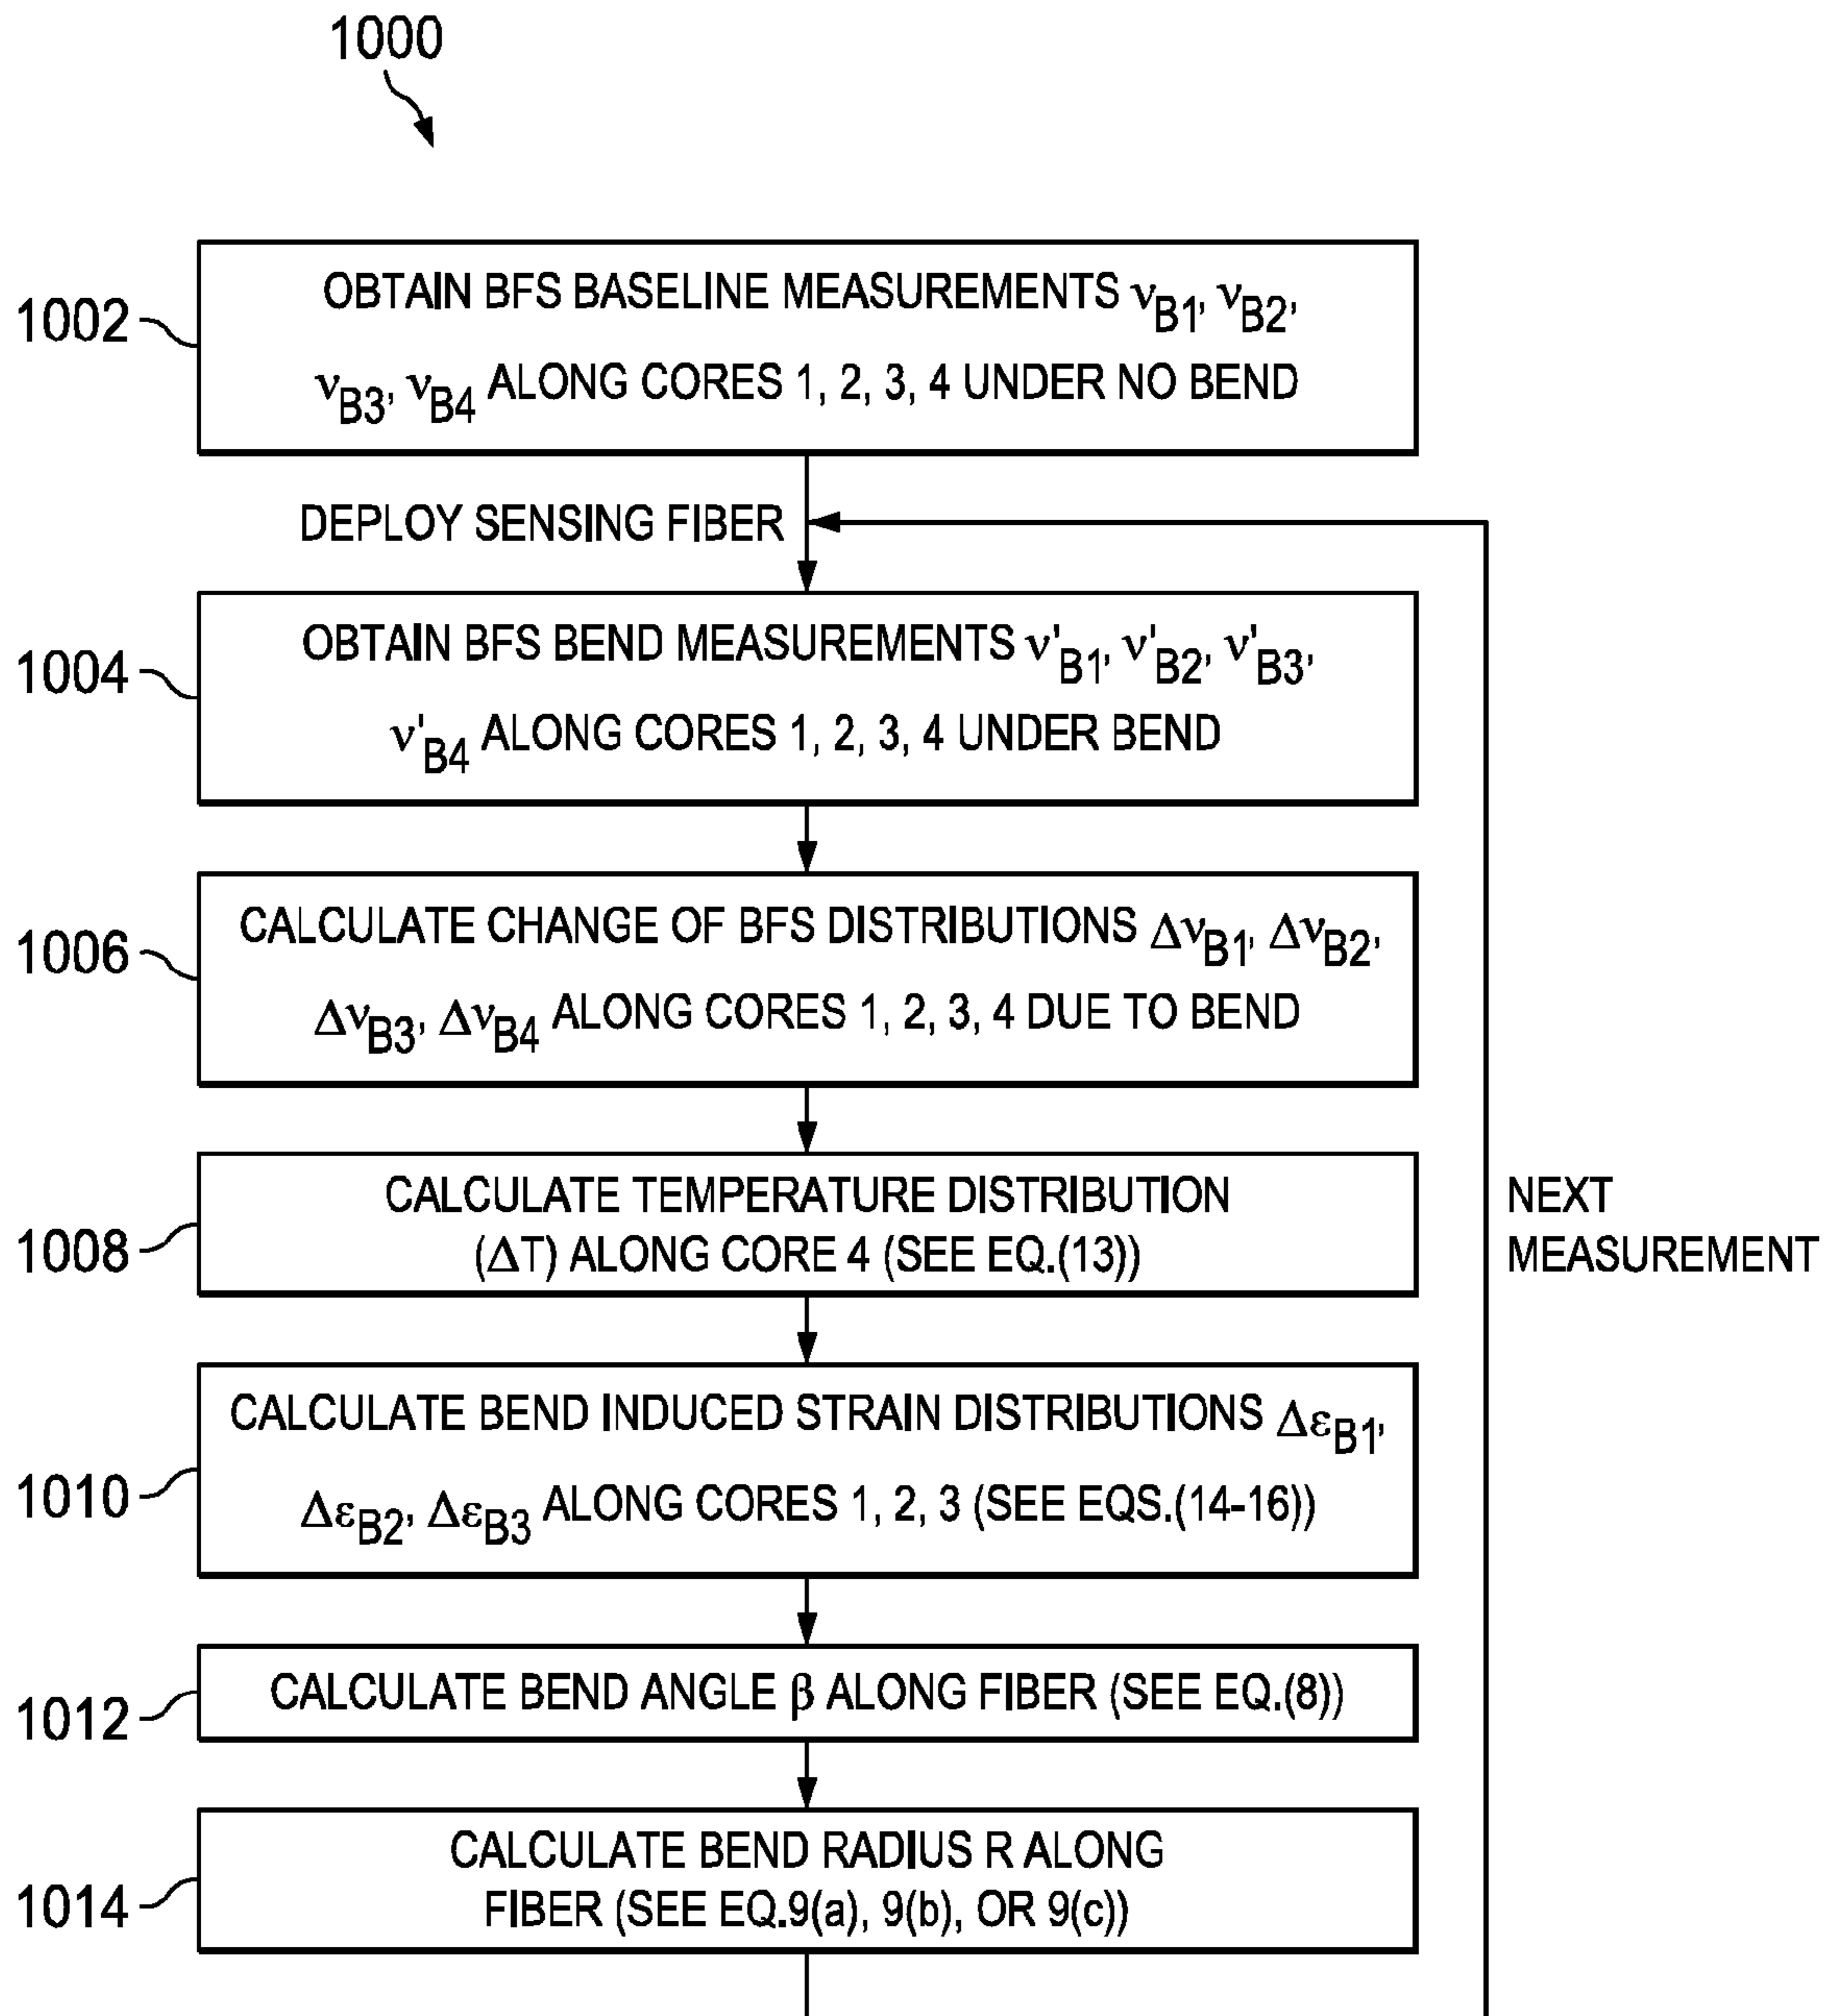 1000
1002
OBTAIN BFS BASELINE MEASUREMENTS νB1, νB2,
νB3, νB4 ALONG CORES 1, 2, 3, 4 UNDER NO BEND
DEPLOY SENSING FIBER
1004
OBTAIN BFS BEND MEASUREMENTS ν'B1, ν'B2, ν'B3,
ν'B4 ALONG CORES 1, 2, 3, 4 UNDER BEND
1006
CALCULATE CHANGE OF BFS DISTRIBUTIONS ΔνB1, ΔνB2,
ΔνB3, ΔνB4 ALONG CORES 1, 2, 3, 4 DUE TO BEND
1008
CALCULATE TEMPERATURE DISTRIBUTION
(ΔT) ALONG CORE 4 (SEE EQ.(13))
NEXT
MEASUREMENT
1010
CALCULATE BEND INDUCED STRAIN DISTRIBUTIONS ΔεB1,
ΔεB2, ΔεB3 ALONG CORES 1, 2, 3 (SEE EQS.(14-16))
1012
CALCULATE BEND ANGLE β ALONG FIBER (SEE EQ.(8))
1014
CALCULATE BEND RADIUS R ALONG
FIBER (SEE EQ.9(a), 9(b), OR 9(c))